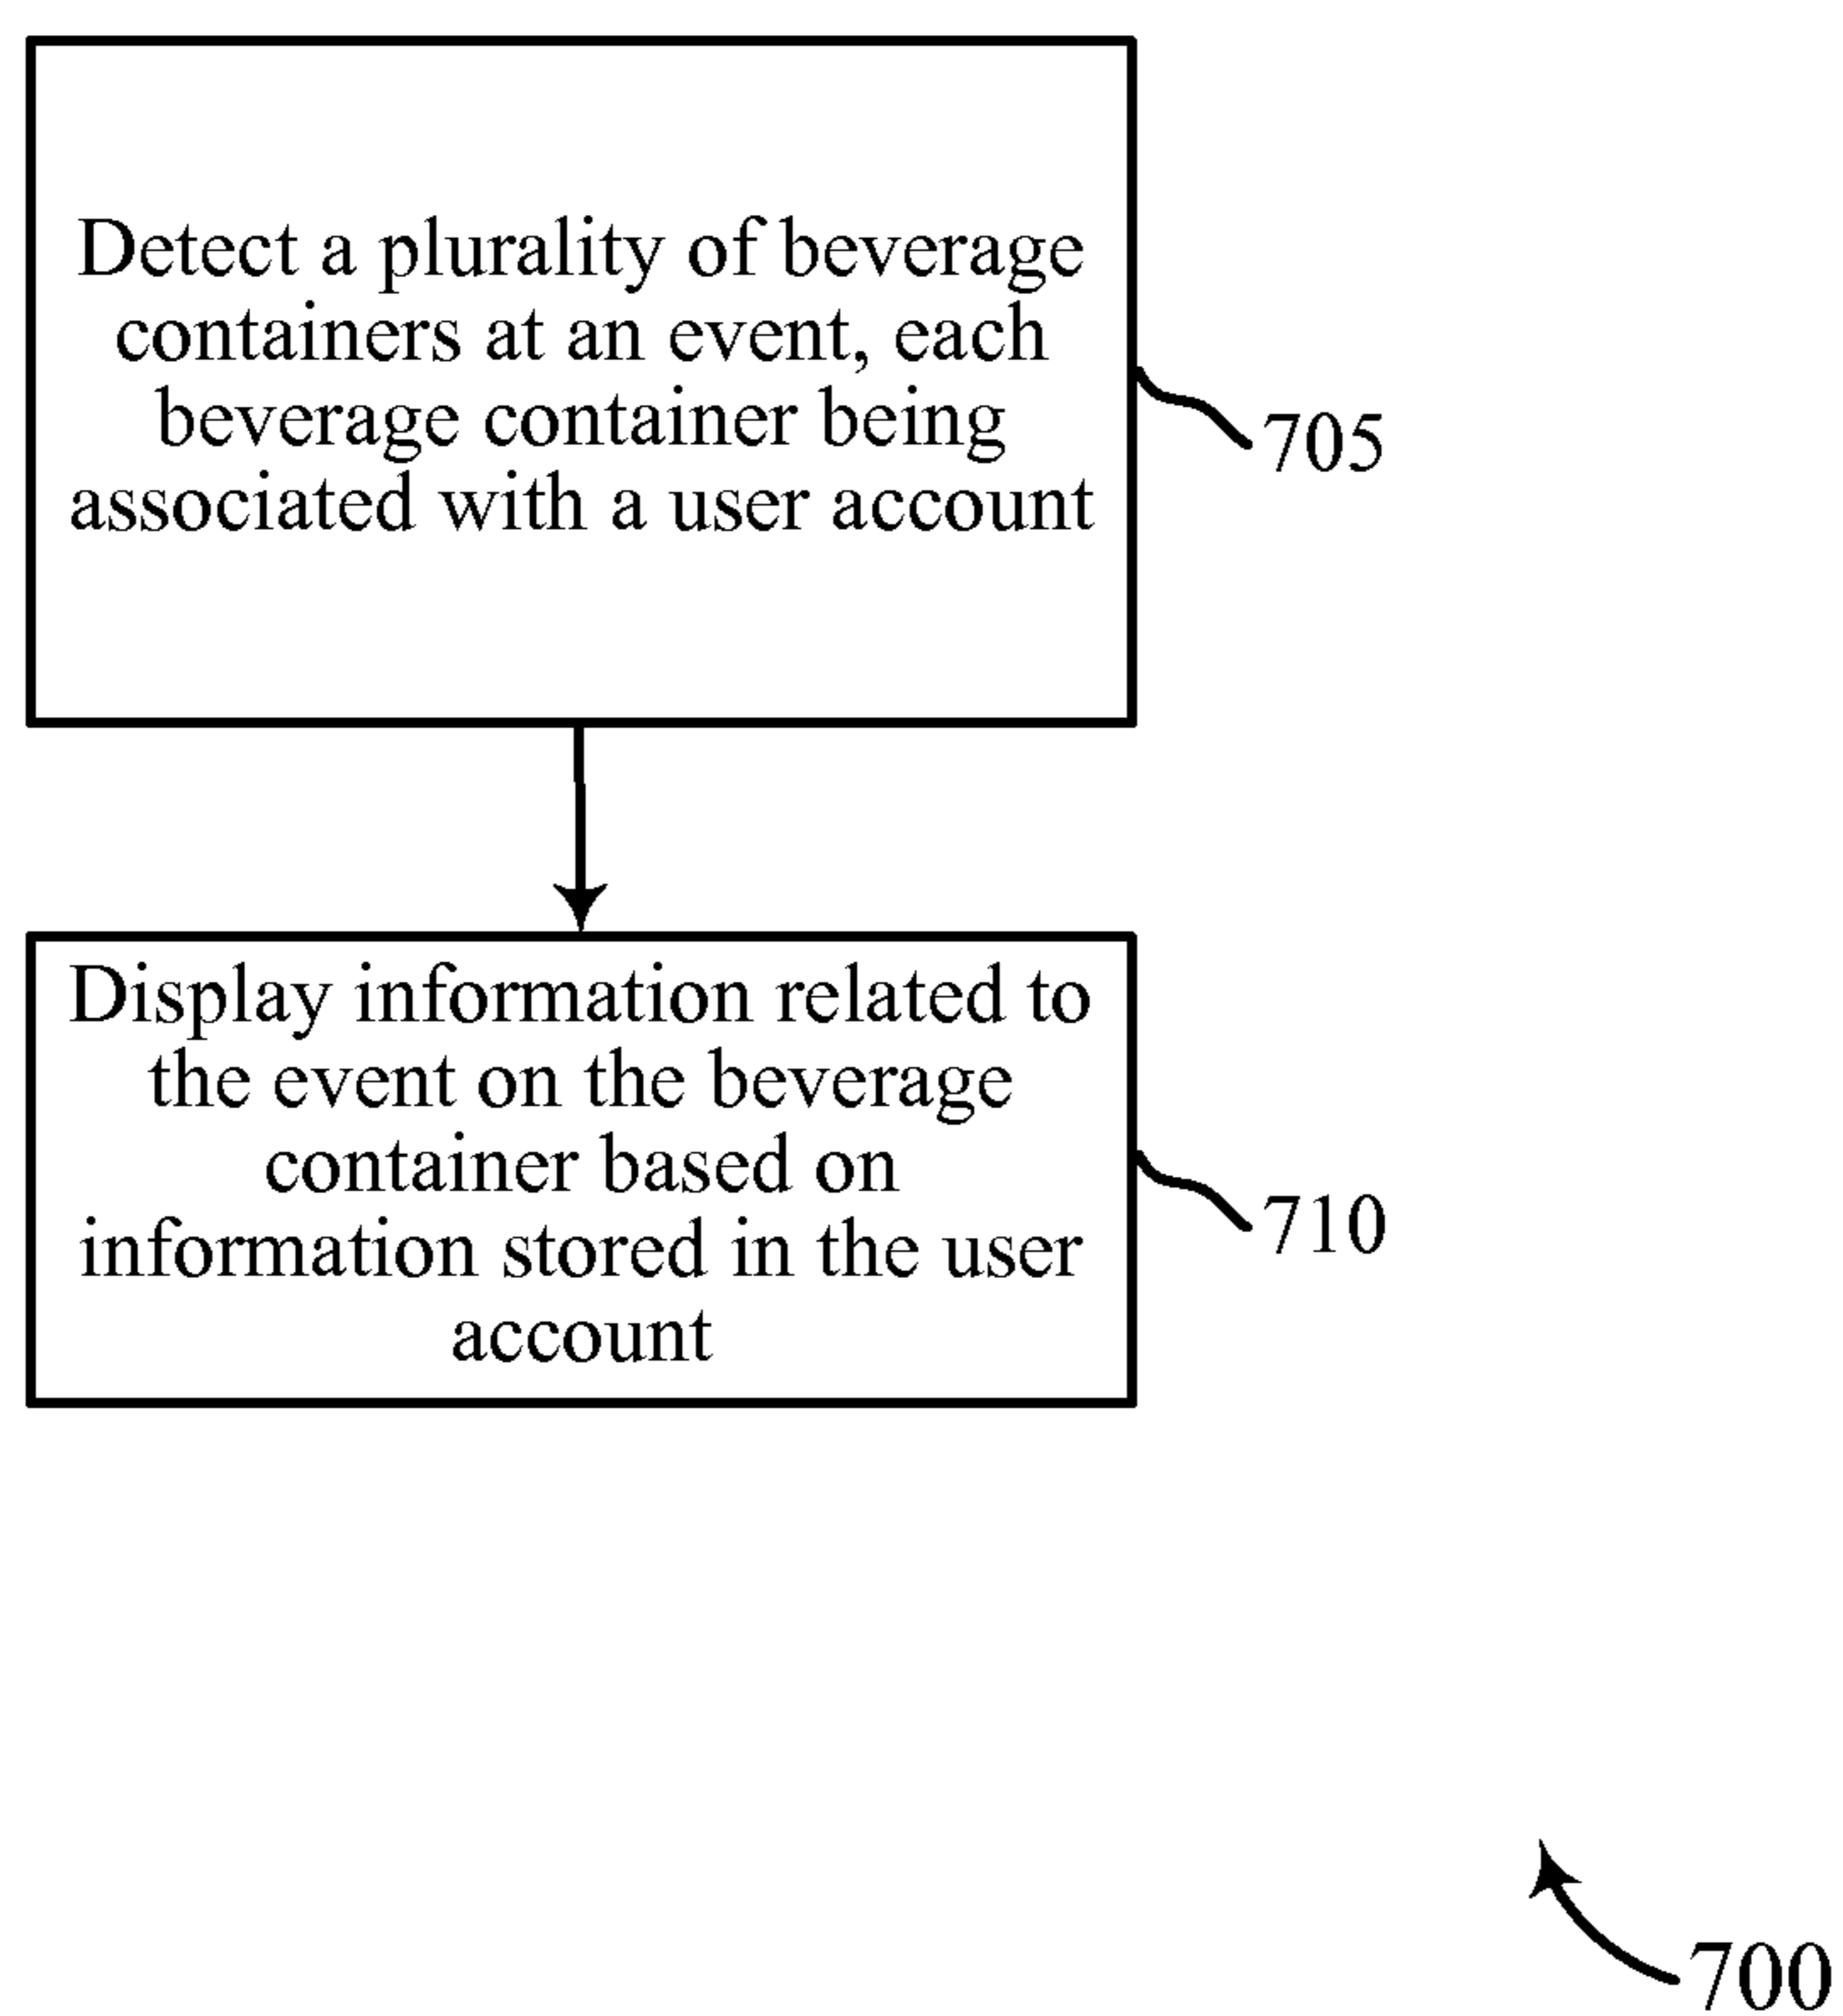 Detect a plurality of beverage
containers at an event, each
beverage container being
associated with a user account
705
Display information related to
the event on the beverage
container based on
information stored in the user
account
710
700